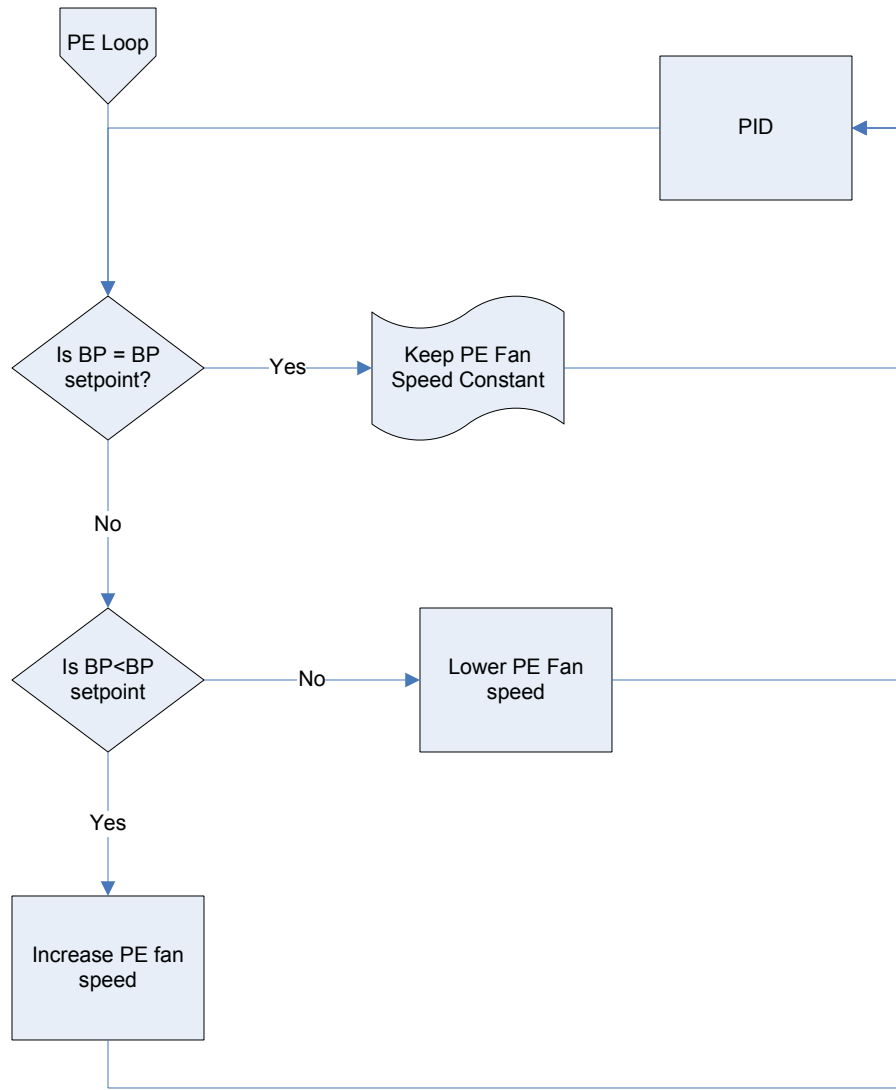 PE Loop
PID
Is BP = BP
setpoint?
Yes
Keep PE Fan
Speed Constant
No
Is BP<BP
setpoint
No
Lower PE Fan
speed
Yes
Increase PE fan
speed